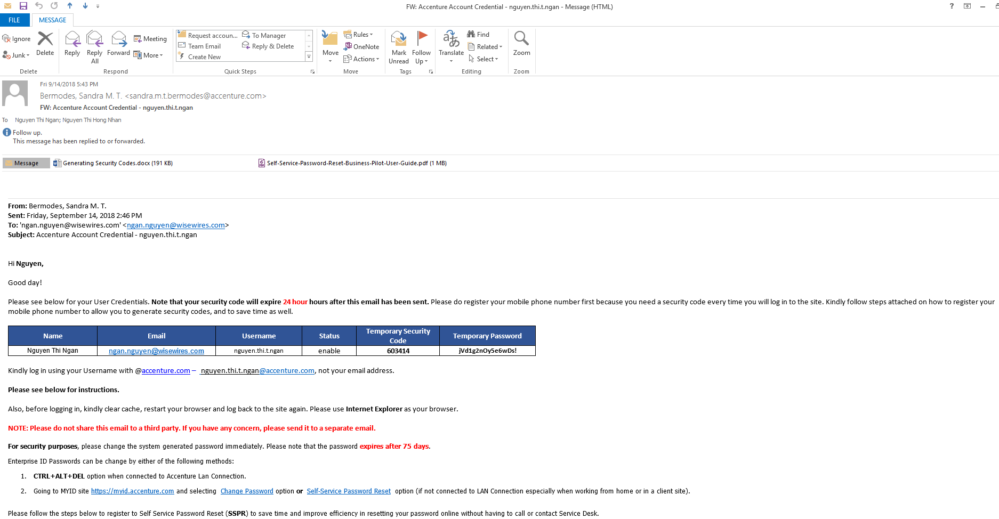 FW: Accenture Account Credential - nguyen.thi.t.ngan - Message (HTML)
FILE MESSAGE
Ignore
Junk
Delete
Delete
Reply
Reply All
Forward
Meeting
More
Respond
Request accoun...
Team Email
Create New
To Manager
Reply & Delete
Quick Steps
Move
Rules
OneNote
Actions
Move
Mark Unread
Follow Up
Tags
Translate
Find
Related
Select
Editing
Zoom
Zoom
Fri 9/14/2018 5:43 PM
Bermodes, Sandra M. T. <sandra.m.t.bermodes@accenture.com>
FW: Accenture Account Credential - nguyen.thi.t.ngan
To Nguyen Thi Ngan; Nguyen Thi Hong Nhan
Follow up.
This message has been replied to or forwarded.
Message Generating Security Codes.docx (191 KB) Self-Service-Password-Reset-Business-Pilot-User-Guide.pdf (1 MB)
From: Bermodes, Sandra M. T.
Sent: Friday, September 14, 2018 2:46 PM
To: 'ngan.nguyen@wisewires.com' <ngan.nguyen@wisewires.com>
Subject: Accenture Account Credential - nguyen.thi.t.ngan
Hi Nguyen,
Good day!
Please see below for your User Credentials. Note that your security code will expire 24 hour hours after this email has been sent. Please do register your mobile phone number first because you need a security code every time you will log in to the site. Kindly follow steps attached on how to register your
mobile phone number to allow you to generate security codes, and to save time as well.
Name Email Username Status Temporary Security Code Temporary Password
Nguyen Thi Ngan ngan.nguyen@wisewires.com nguyen.thi.t.ngan enable 603414 jVd1g2nOy5e6wDs!
Kindly log in using your Username with @accenture.com – nguyen.thi.t.ngan@accenture.com, not your email address.
Please see below for instructions.
Also, before logging in, kindly clear cache, restart your browser and log back to the site again. Please use Internet Explorer as your browser.
NOTE: Please do not share this email to a third party. If you have any concern, please send it to a separate email.
For security purposes, please change the system generated password immediately. Please note that the password expires after 75 days.
Enterprise ID Passwords can be change by either of the following methods:
1. CTRL+ALT+DEL option when connected to Accenture Lan Connection.
2. Going to MYID site https://myid.accenture.com and selecting Change Password option or Self-Service Password Reset option (if not connected to LAN Connection especially when working from home or in a client site).
Please follow the steps below to register to Self Service Password Reset (SSPR) to save time and improve efficiency in resetting your password online without having to call or contact Service Desk.